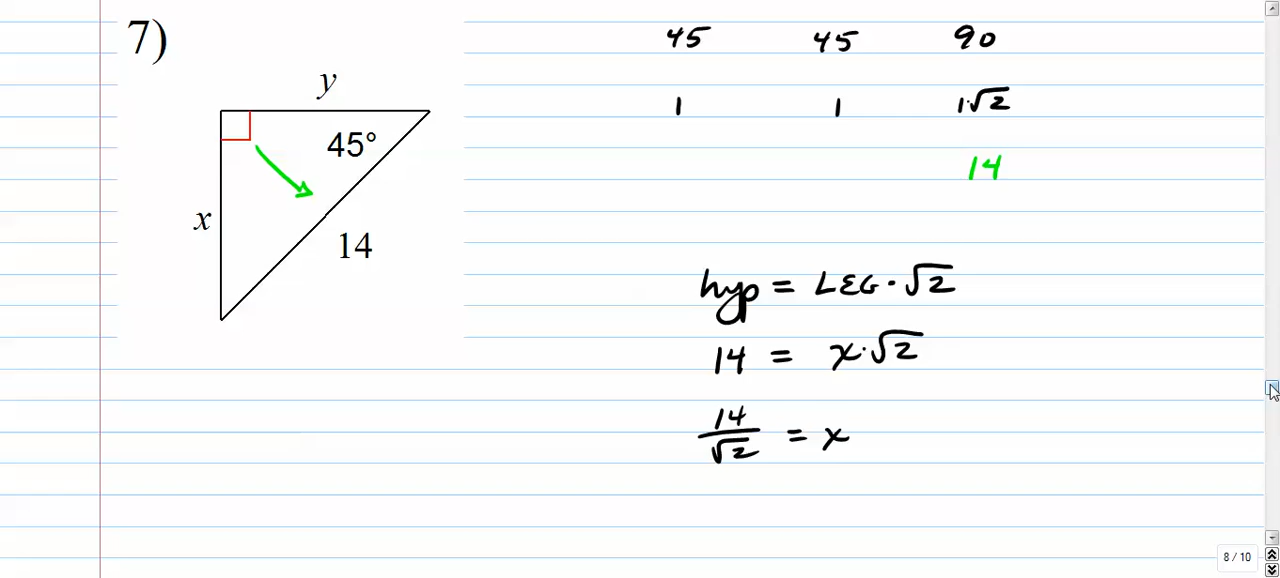 7)
45 45 90
y
1 1 1·√2
45°
14
x
14
hyp = LEG · √2
14 = x·√2
14/√2 = x
8 / 10